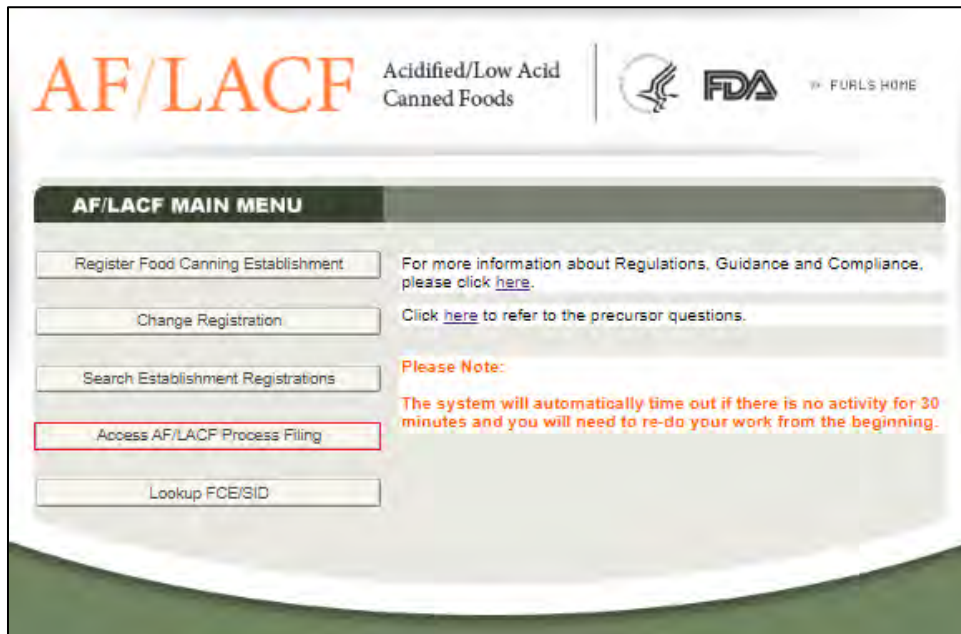 AF/LACF
Acidified/Low Acid
Canned Foods
FDA
» FURLS HOME
AF/LACF MAIN MENU
Register Food Canning Establishment
Change Registration
Search Establishment Registrations
Access AF/LACF Process Filing
Lookup FCE/SID
For more information about Regulations, Guidance and Compliance,
please click here.
Click here to refer to the precursor questions.
Please Note:
The system will automatically time out if there is no activity for 30
minutes and you will need to re-do your work from the beginning.